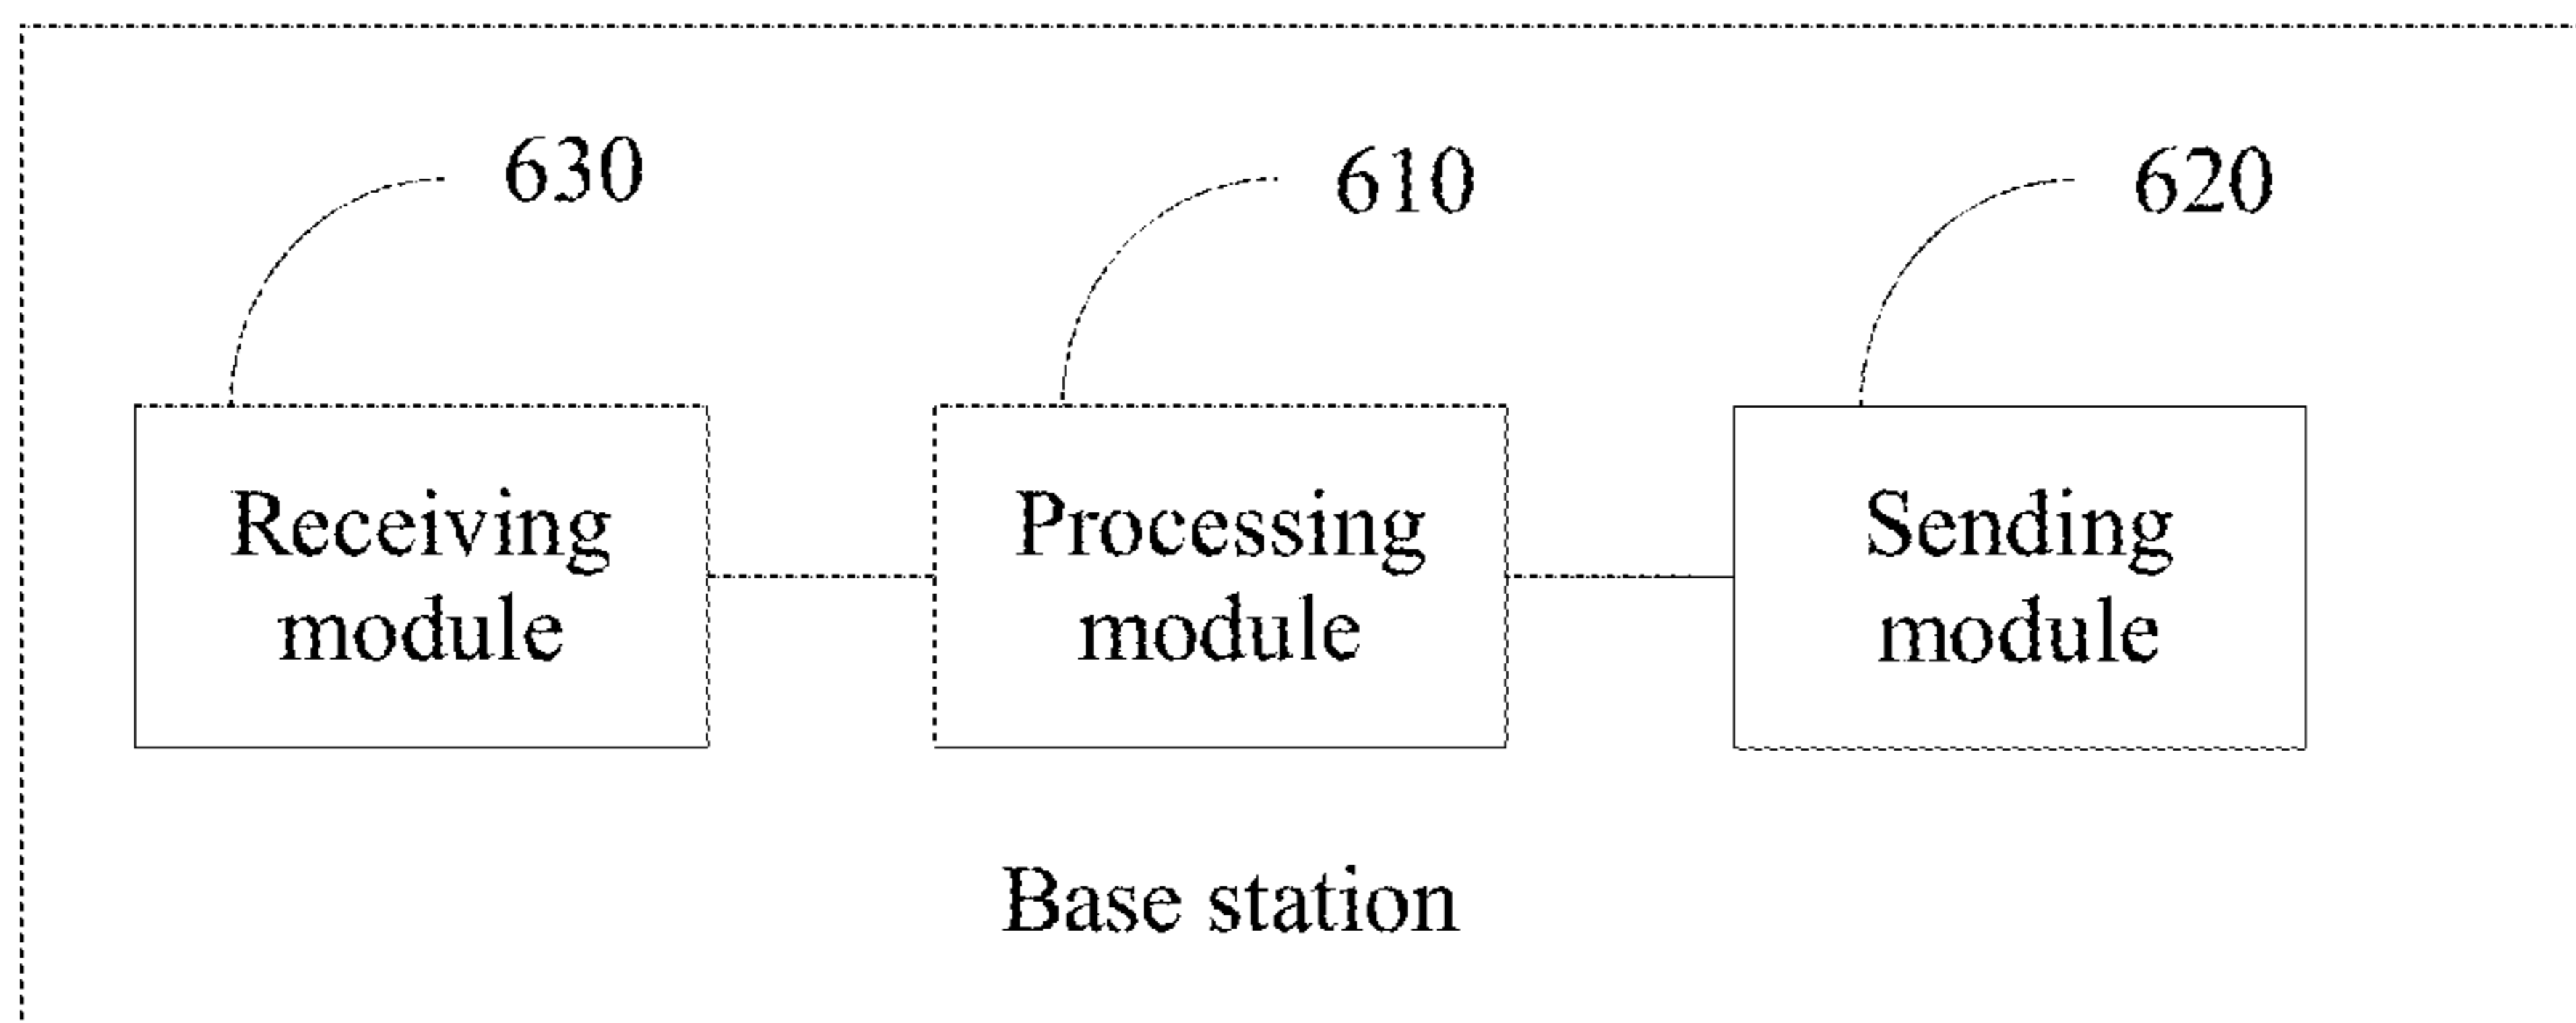 630
610
620
Receiving
module
Processing
module
Sending
module
Base station